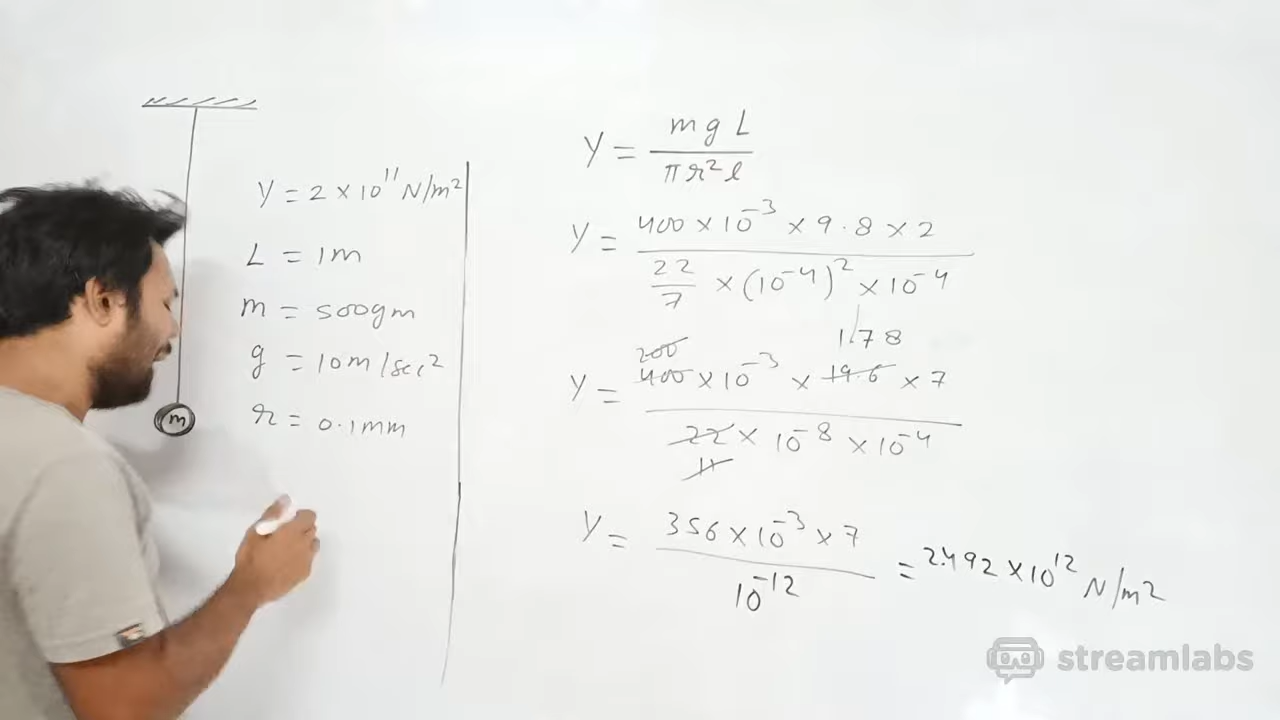 Y = 2 × 10¹¹ N/m²
L = 1m
m = 500gm
g = 10m/sec²
r = 0.1mm
m
Y = mgL / πr²l
Y = 400 × 10⁻³ × 9.8 × 2 / 22/7 × (10⁻⁴)² × 10⁻⁴
200 1.78
Y = 400 × 10⁻³ × 19.6 × 7 / 22 × 10⁻⁸ × 10⁻⁴
11
Y = 356 × 10⁻³ × 7 / 10⁻¹² = 2.492 × 10¹² N/m²
streamlabs